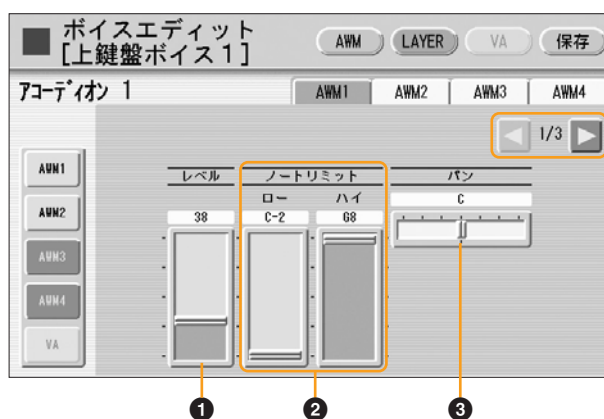 ボイスエディット
[上鍵盤ボイス1]
AWM
LAYER
VA
保存
アコーディオン 1
AWM1
AWM2
AWM3
AWM4
1/3
AWM1
AWM2
AWM3
AWM4
VA
レベル
ノートリミット
パン
ロー
ハイ
C
38
C-2
G8
1
2
3